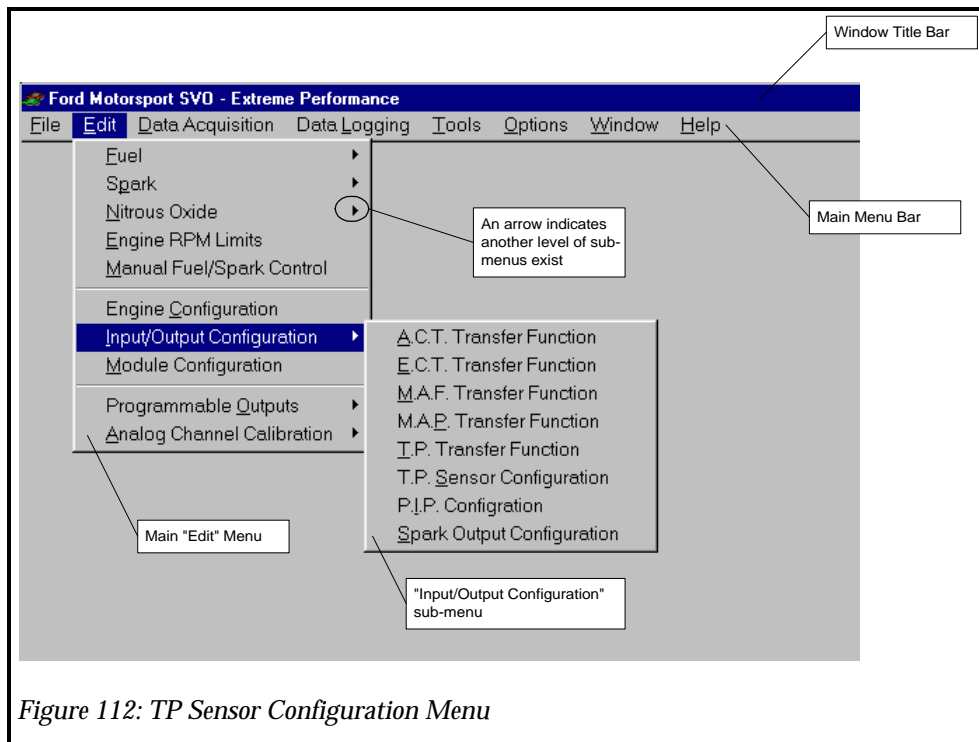 Window Title Bar
Ford Motorsport SVO - Extreme Performance
File Edit Data Acquisition Data Logging Tools Options Window Help
Fuel
Spark
Nitrous Oxide
Engine RPM Limits
Manual Fuel/Spark Control
An arrow indicates
another level of sub-
menus exist
Main Menu Bar
Engine Configuration
Input/Output Configuration
Module Configuration
Programmable Outputs
Analog Channel Calibration
A.C.T. Transfer Function
E.C.T. Transfer Function
M.A.F. Transfer Function
M.A.P. Transfer Function
T.P. Transfer Function
T.P. Sensor Configuration
P.I.P. Configration
Spark Output Configuration
Main "Edit" Menu
"Input/Output Configuration"
sub-menu
Figure 112: TP Sensor Configuration Menu